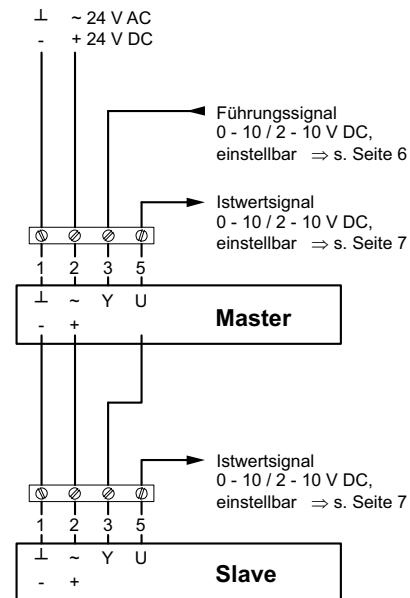 ⊥ ~ 24 V AC
- + 24 V DC
Führungssignal
0 - 10 / 2 - 10 V DC,
einstellbar ⇒ s. Seite 6
Istwertsignal
0 - 10 / 2 - 10 V DC,
einstellbar ⇒ s. Seite 7
1 2 3 5
⊥ ~ Y U
- +
Master
Istwertsignal
0 - 10 / 2 - 10 V DC,
einstellbar ⇒ s. Seite 7
1 2 3 5
⊥ ~ Y U
- +
Slave